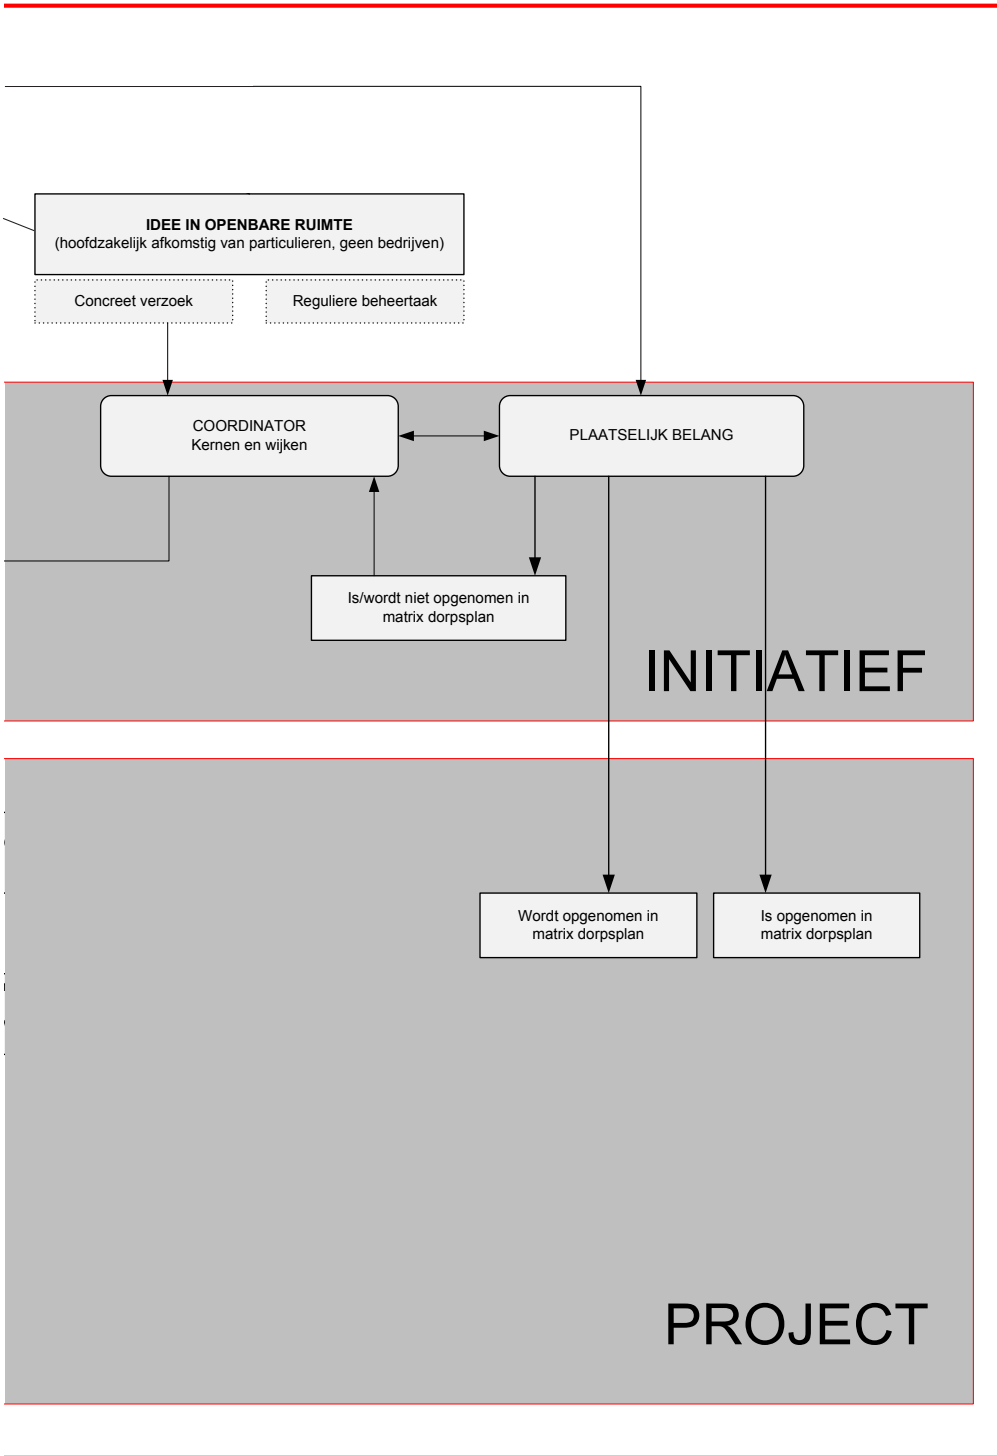 IDEE IN OPENBARE RUIMTE
(hoofdzakelijk afkomstig van particulieren, geen bedrijven)
Concreet verzoek
Reguliere beheertaak
COORDINATOR
Kernen en wijken
PLAATSELIJK BELANG
Is/wordt niet opgenomen in
matrix dorpsplan
INITIATIEF
Wordt opgenomen in
matrix dorpsplan
Is opgenomen in
matrix dorpsplan
PROJECT